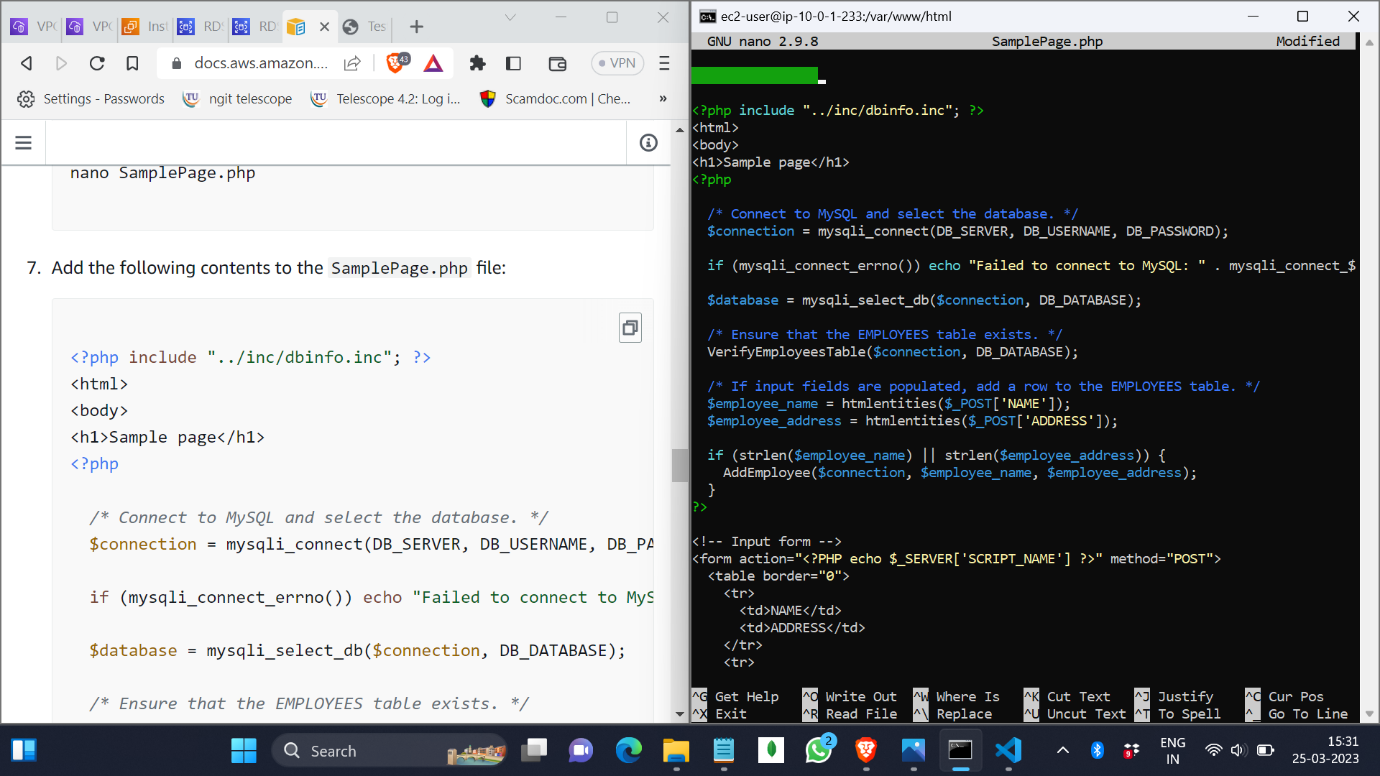 VPC
VPC
Inst
RDS
RDS
Tes
docs.aws.amazon....
43
VPN
Settings - Passwords
TU
ngit telescope
TU
Telescope 4.2: Log i...
Scamdoc.com | Che...
»
nano SamplePage.php
7. Add the following contents to the SamplePage.php file:
<?php include "../inc/dbinfo.inc"; ?>
<html>
<body>
<h1>Sample page</h1>
<?php
/* Connect to MySQL and select the database. */
$connection = mysqli_connect(DB_SERVER, DB_USERNAME, DB_PA
if (mysqli_connect_errno()) echo "Failed to connect to MyS
$database = mysqli_select_db($connection, DB_DATABASE);
/* Ensure that the EMPLOYEES table exists. */
ec2-user@ip-10-0-1-233:/var/www/html
GNU nano 2.9.8 SamplePage.php Modified
<?php include "../inc/dbinfo.inc"; ?>
<html>
<body>
<h1>Sample page</h1>
<?php
/* Connect to MySQL and select the database. */
$connection = mysqli_connect(DB_SERVER, DB_USERNAME, DB_PASSWORD);
if (mysqli_connect_errno()) echo "Failed to connect to MySQL: " . mysqli_connect_$
$database = mysqli_select_db($connection, DB_DATABASE);
/* Ensure that the EMPLOYEES table exists. */
VerifyEmployeesTable($connection, DB_DATABASE);
/* If input fields are populated, add a row to the EMPLOYEES table. */
$employee_name = htmlentities($_POST['NAME']);
$employee_address = htmlentities($_POST['ADDRESS']);
if (strlen($employee_name) || strlen($employee_address)) {
AddEmployee($connection, $employee_name, $employee_address);
}
?>
<!-- Input form -->
<form action="<?PHP echo $_SERVER['SCRIPT_NAME'] ?>" method="POST">
<table border="0">
<tr>
<td>NAME</td>
<td>ADDRESS</td>
</tr>
<tr>
^G Get Help ^O Write Out ^W Where Is ^K Cut Text ^J Justify ^C Cur Pos
^X Exit ^R Read File ^\ Replace ^U Uncut Text ^T To Spell ^_ Go To Line
Search
2
9
ENG
IN
15:31
25-03-2023